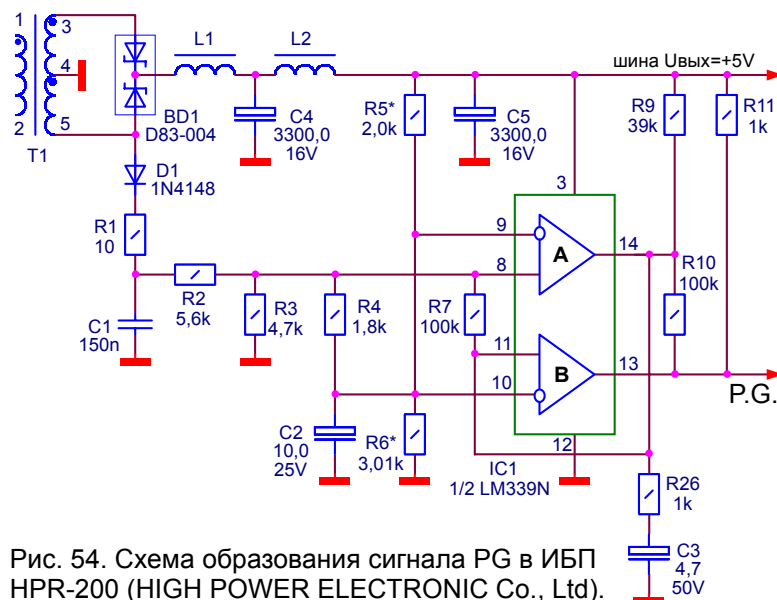 1
2
3
4
5
T1
BD1
D83-004
L1
L2
C4
3300,0
16V
R5*
2,0k
C5
3300,0
16V
шина Uвых=+5V
R9
39k
R11
1k
D1
1N4148
R1
10
C1
150n
R2
5,6k
R3
4,7k
R4
1,8k
R7
100k
C2
10,0
25V
R6*
3,01k
3
9
8
11
10
12
14
13
A
B
IC1
1/2 LM339N
R10
100k
P.G.
R26
1k
C3
4,7
50V
Рис. 54. Схема образования сигнала PG в ИБП
HPR-200 (HIGH POWER ELECTRONIC Co., Ltd).